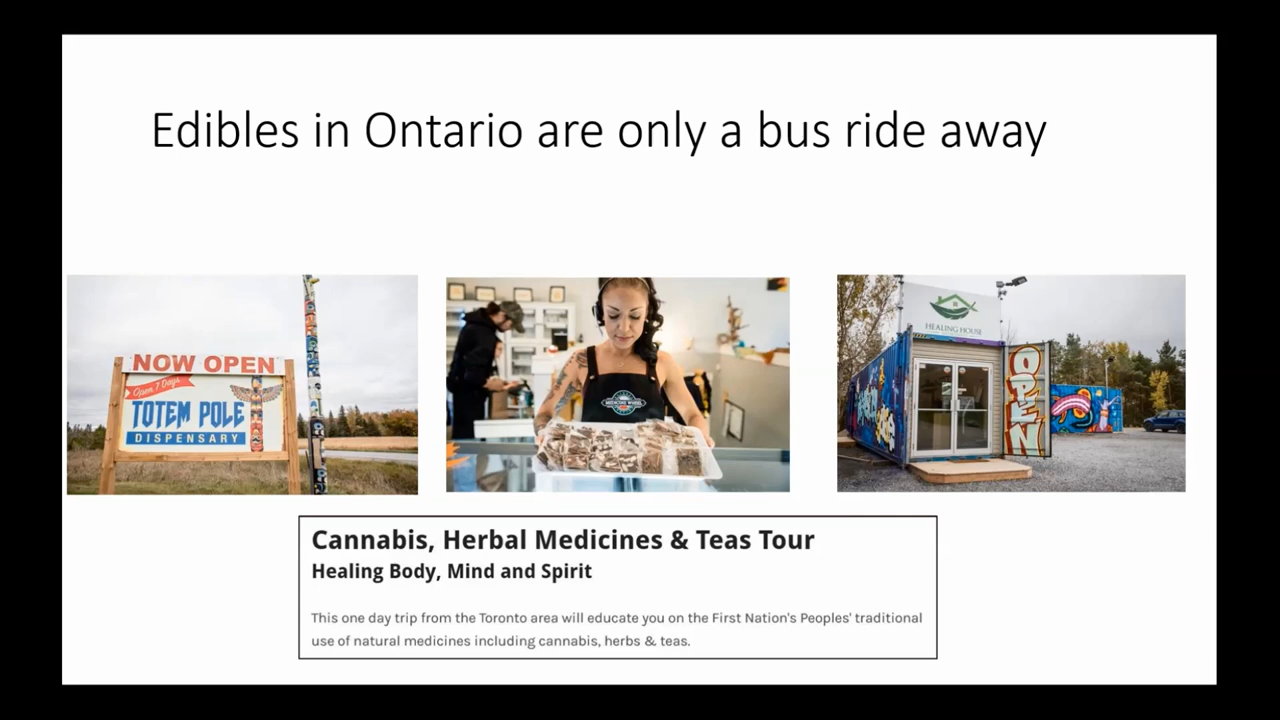 Edibles in Ontario are only a bus ride away
NOW OPEN
Open 7 Days
TOTEM POLE
DISPENSARY
MEDICINE WHEEL
HEALING HOUSE
OPEN
Cannabis, Herbal Medicines & Teas Tour
Healing Body, Mind and Spirit
This one day trip from the Toronto area will educate you on the First Nation's Peoples' traditional
use of natural medicines including cannabis, herbs & teas.